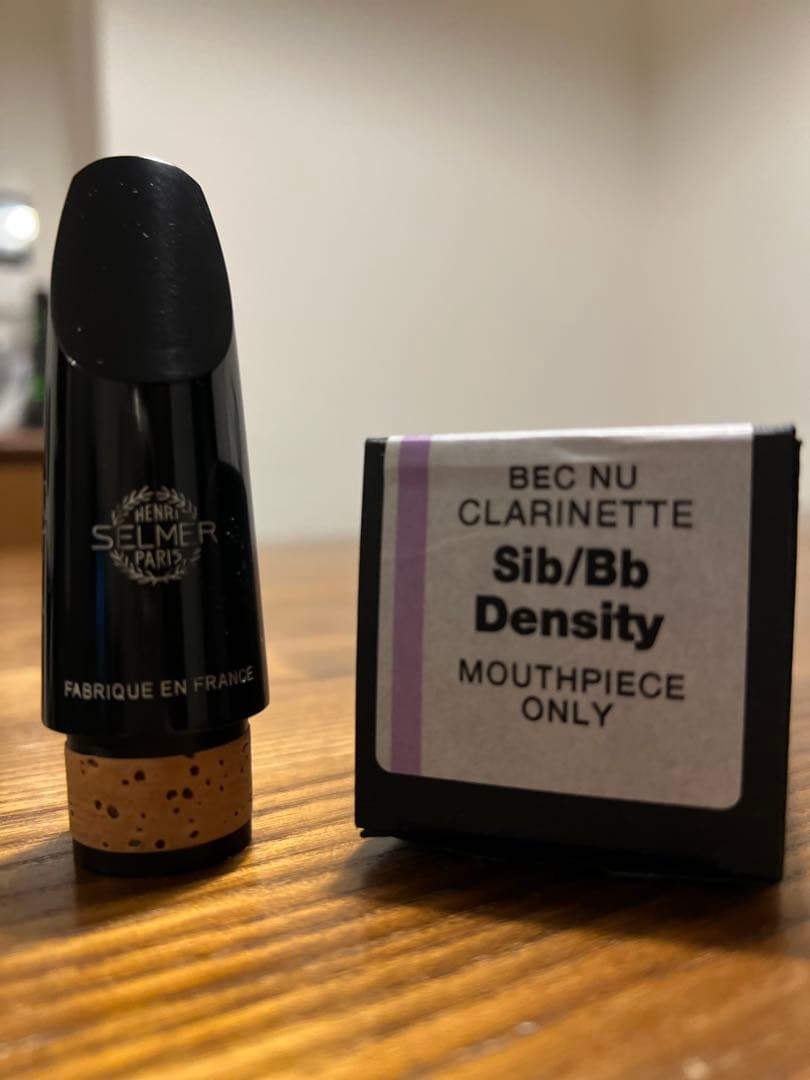 HENRI
SELMER
PARIS
FABRIQUE EN FRANCE
BEC NU
CLARINETTE
Sib/Bb
Density
MOUTHPIECE
ONLY